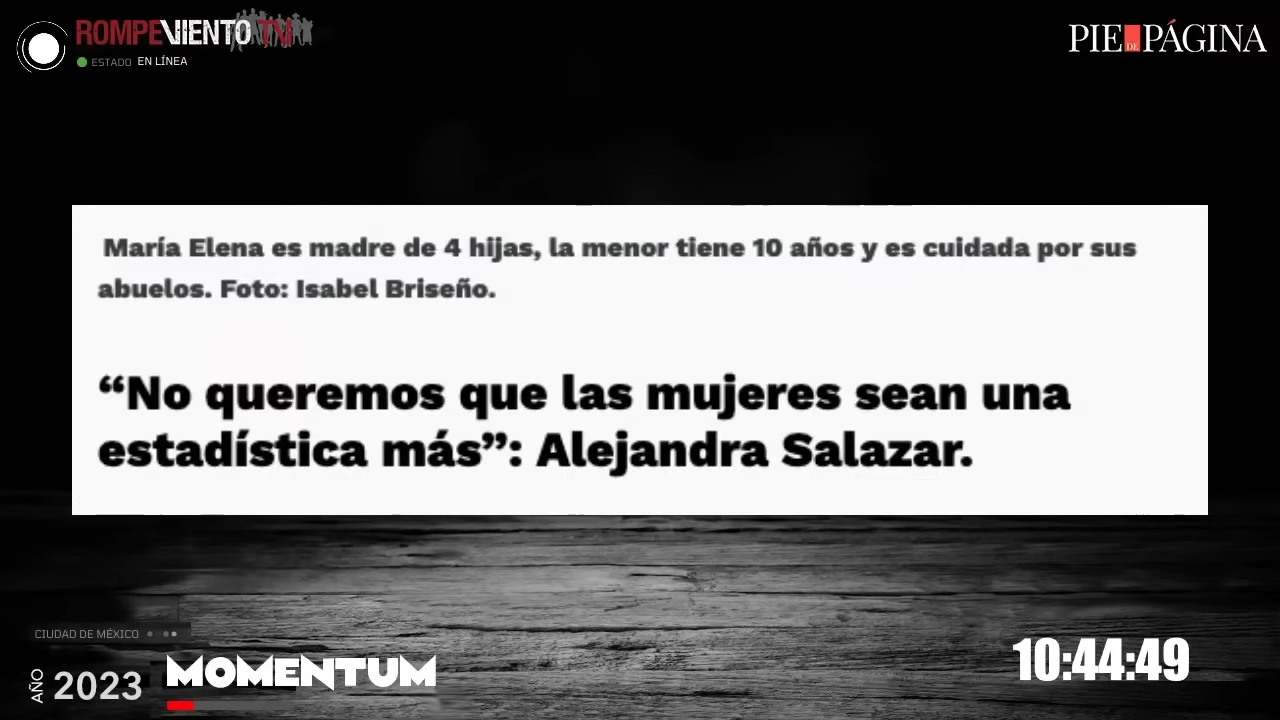 ROMPEVIENTO TV
ESTADO EN LÍNEA
PIE DE PÁGINA
María Elena es madre de 4 hijas, la menor tiene 10 años y es cuidada por sus
abuelos. Foto: Isabel Briseño.
“No queremos que las mujeres sean una
estadística más”: Alejandra Salazar.
CIUDAD DE MÉXICO
AÑO 2023
MOMENTUM
10:44:49